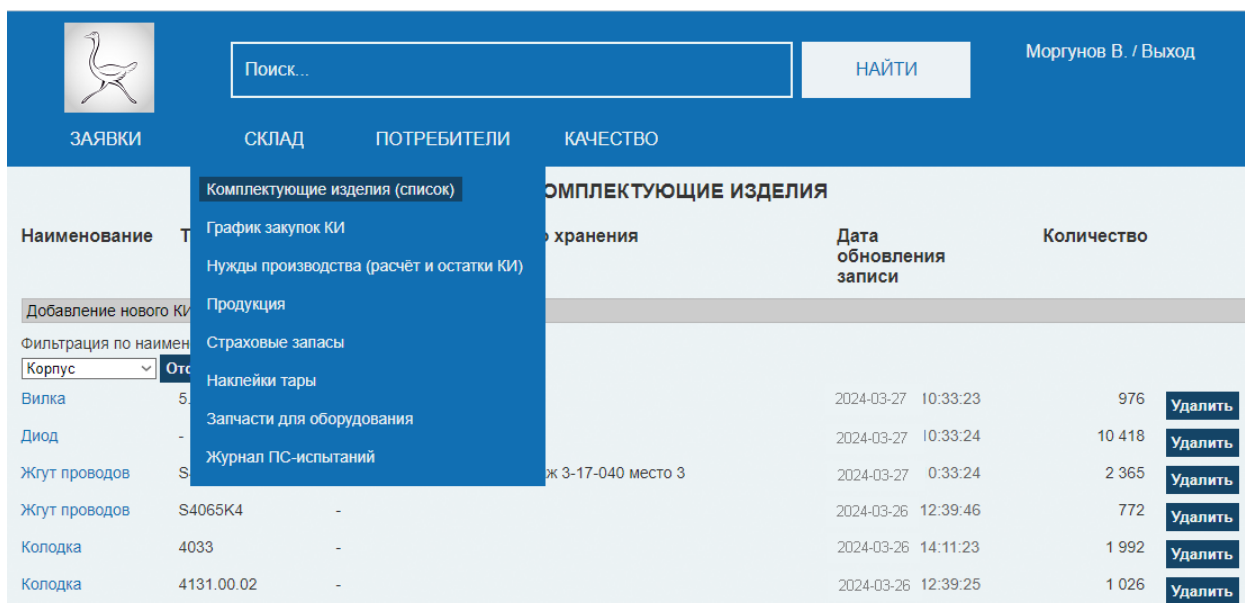 Поиск...
НАЙТИ
Моргунов В. / Выход
ЗАЯВКИ СКЛАД ПОТРЕБИТЕЛИ КАЧЕСТВО
Комплектующие изделия (список)
График закупок КИ
Нужды производства (расчёт и остатки КИ)
Продукция
Страховые запасы
Наклейки тары
Запчасти для оборудования
Журнал ПС-испытаний
ОМПЛЕКТУЮЩИЕ ИЗДЕЛИЯ
Наименование Т хранения Дата обновления записи Количество
Добавление нового КИ
Фильтрация по наимен
Корпус Отс
Вилка 5. 2024-03-27 10:33:23 976 Удалить
Диод - 2024-03-27 10:33:24 10 418 Удалить
Жгут проводов S ж 3-17-040 место 3 2024-03-27 0:33:24 2 365 Удалить
Жгут проводов S4065K4 - 2024-03-26 12:39:46 772 Удалить
Колодка 4033 - 2024-03-26 14:11:23 1 992 Удалить
Колодка 4131.00.02 - 2024-03-26 12:39:25 1 026 Удалить